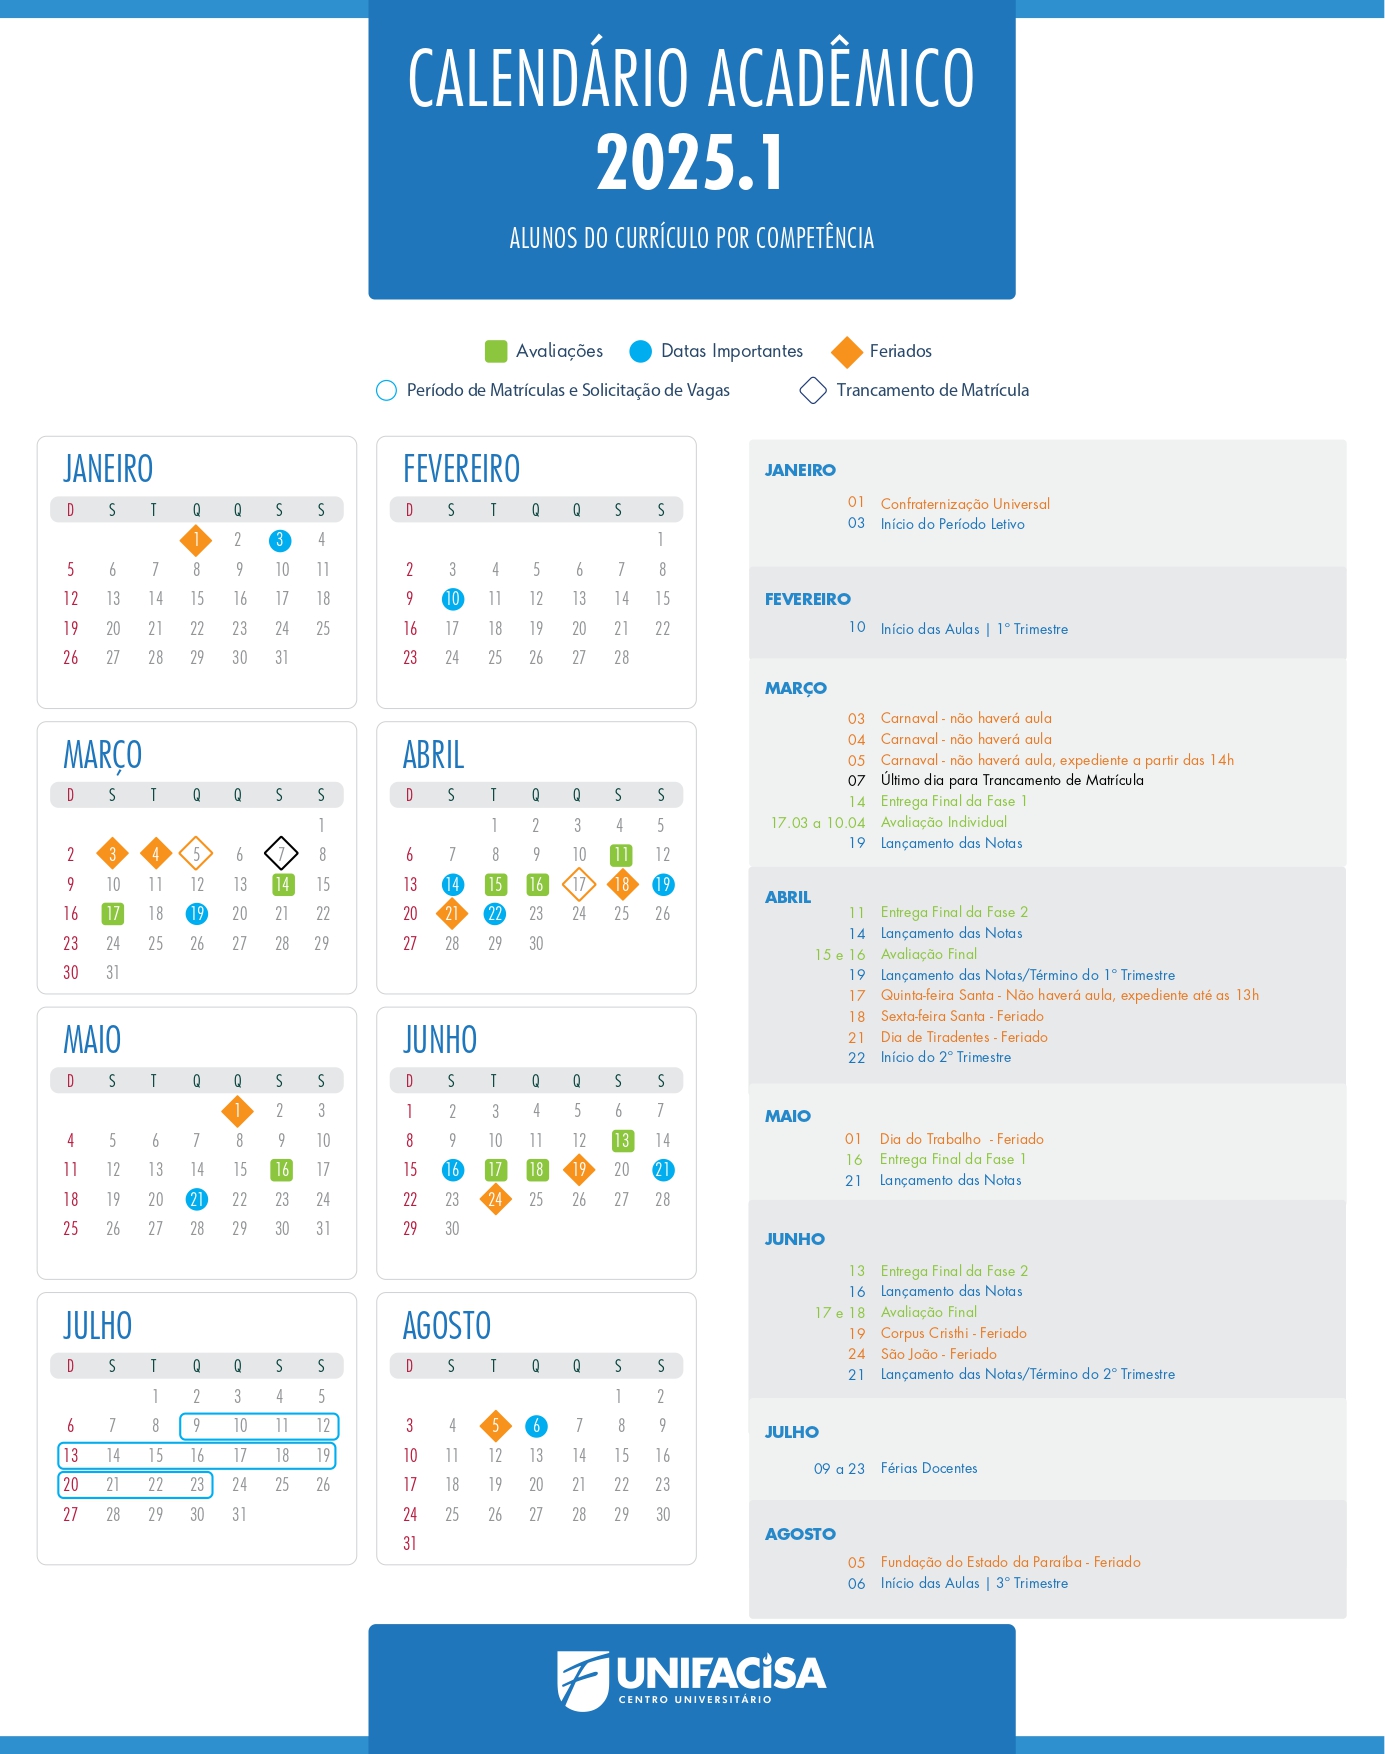 CALENDÁRIO ACADÊMICO
2025.1
ALUNOS DO CURRÍCULO POR COMPETÊNCIA
Avaliações Datas Importantes Feriados
Período de Matrículas e Solicitação de Vagas Trancamento de Matrícula
JANEIRO
D S T Q Q S S
1 2 3 4
5 6 7 8 9 10 11
12 13 14 15 16 17 18
19 20 21 22 23 24 25
26 27 28 29 30 31
FEVEREIRO
D S T Q Q S S
1
2 3 4 5 6 7 8
9 10 11 12 13 14 15
16 17 18 19 20 21 22
23 24 25 26 27 28
MARÇO
D S T Q Q S S
1
2 3 4 5 6 7 8
9 10 11 12 13 14 15
16 17 18 19 20 21 22
23 24 25 26 27 28 29
30 31
ABRIL
D S T Q Q S S
1 2 3 4 5
6 7 8 9 10 11 12
13 14 15 16 17 18 19
20 21 22 23 24 25 26
27 28 29 30
MAIO
D S T Q Q S S
1 2 3
4 5 6 7 8 9 10
11 12 13 14 15 16 17
18 19 20 21 22 23 24
25 26 27 28 29 30 31
JUNHO
D S T Q Q S S
1 2 3 4 5 6 7
8 9 10 11 12 13 14
15 16 17 18 19 20 21
22 23 24 25 26 27 28
29 30
JULHO
D S T Q Q S S
1 2 3 4 5
6 7 8 9 10 11 12
13 14 15 16 17 18 19
20 21 22 23 24 25 26
27 28 29 30 31
AGOSTO
D S T Q Q S S
1 2
3 4 5 6 7 8 9
10 11 12 13 14 15 16
17 18 19 20 21 22 23
24 25 26 27 28 29 30
31
JANEIRO
01 Confraternização Universal
03 Início do Período Letivo
FEVEREIRO
10 Início das Aulas | 1º Trimestre
MARÇO
03 Carnaval - não haverá aula
04 Carnaval - não haverá aula
05 Carnaval - não haverá aula, expediente a partir das 14h
07 Último dia para Trancamento de Matrícula
14 Entrega Final da Fase 1
17.03 a 10.04 Avaliação Individual
19 Lançamento das Notas
ABRIL
11 Entrega Final da Fase 2
14 Lançamento das Notas
15 e 16 Avaliação Final
19 Lançamento das Notas/Término do 1º Trimestre
17 Quinta-feira Santa - Não haverá aula, expediente até as 13h
18 Sexta-feira Santa - Feriado
21 Dia de Tiradentes - Feriado
22 Início do 2º Trimestre
MAIO
01 Dia do Trabalho - Feriado
16 Entrega Final da Fase 1
21 Lançamento das Notas
JUNHO
13 Entrega Final da Fase 2
16 Lançamento das Notas
17 e 18 Avaliação Final
19 Corpus Cristhi - Feriado
24 São João - Feriado
21 Lançamento das Notas/Término do 2º Trimestre
JULHO
09 a 23 Férias Docentes
AGOSTO
05 Fundação do Estado da Paraíba - Feriado
06 Início das Aulas | 3º Trimestre
UNIFACISA
CENTRO UNIVERSITÁRIO